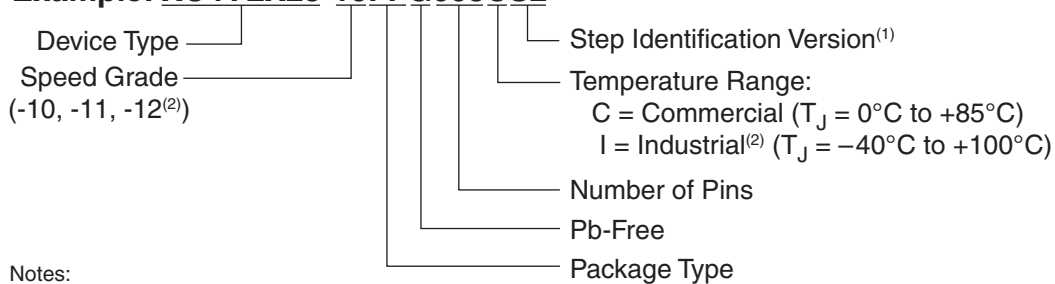 Example:
Device Type
Speed Grade
(-10, -11, -12(2))
Step Identification Version(1)
Temperature Range:
C = Commercial (TJ = 0°C to +85°C)
I = Industrial(2) (TJ = –40°C to +100°C)
Number of Pins
Pb-Free
Package Type
Notes: